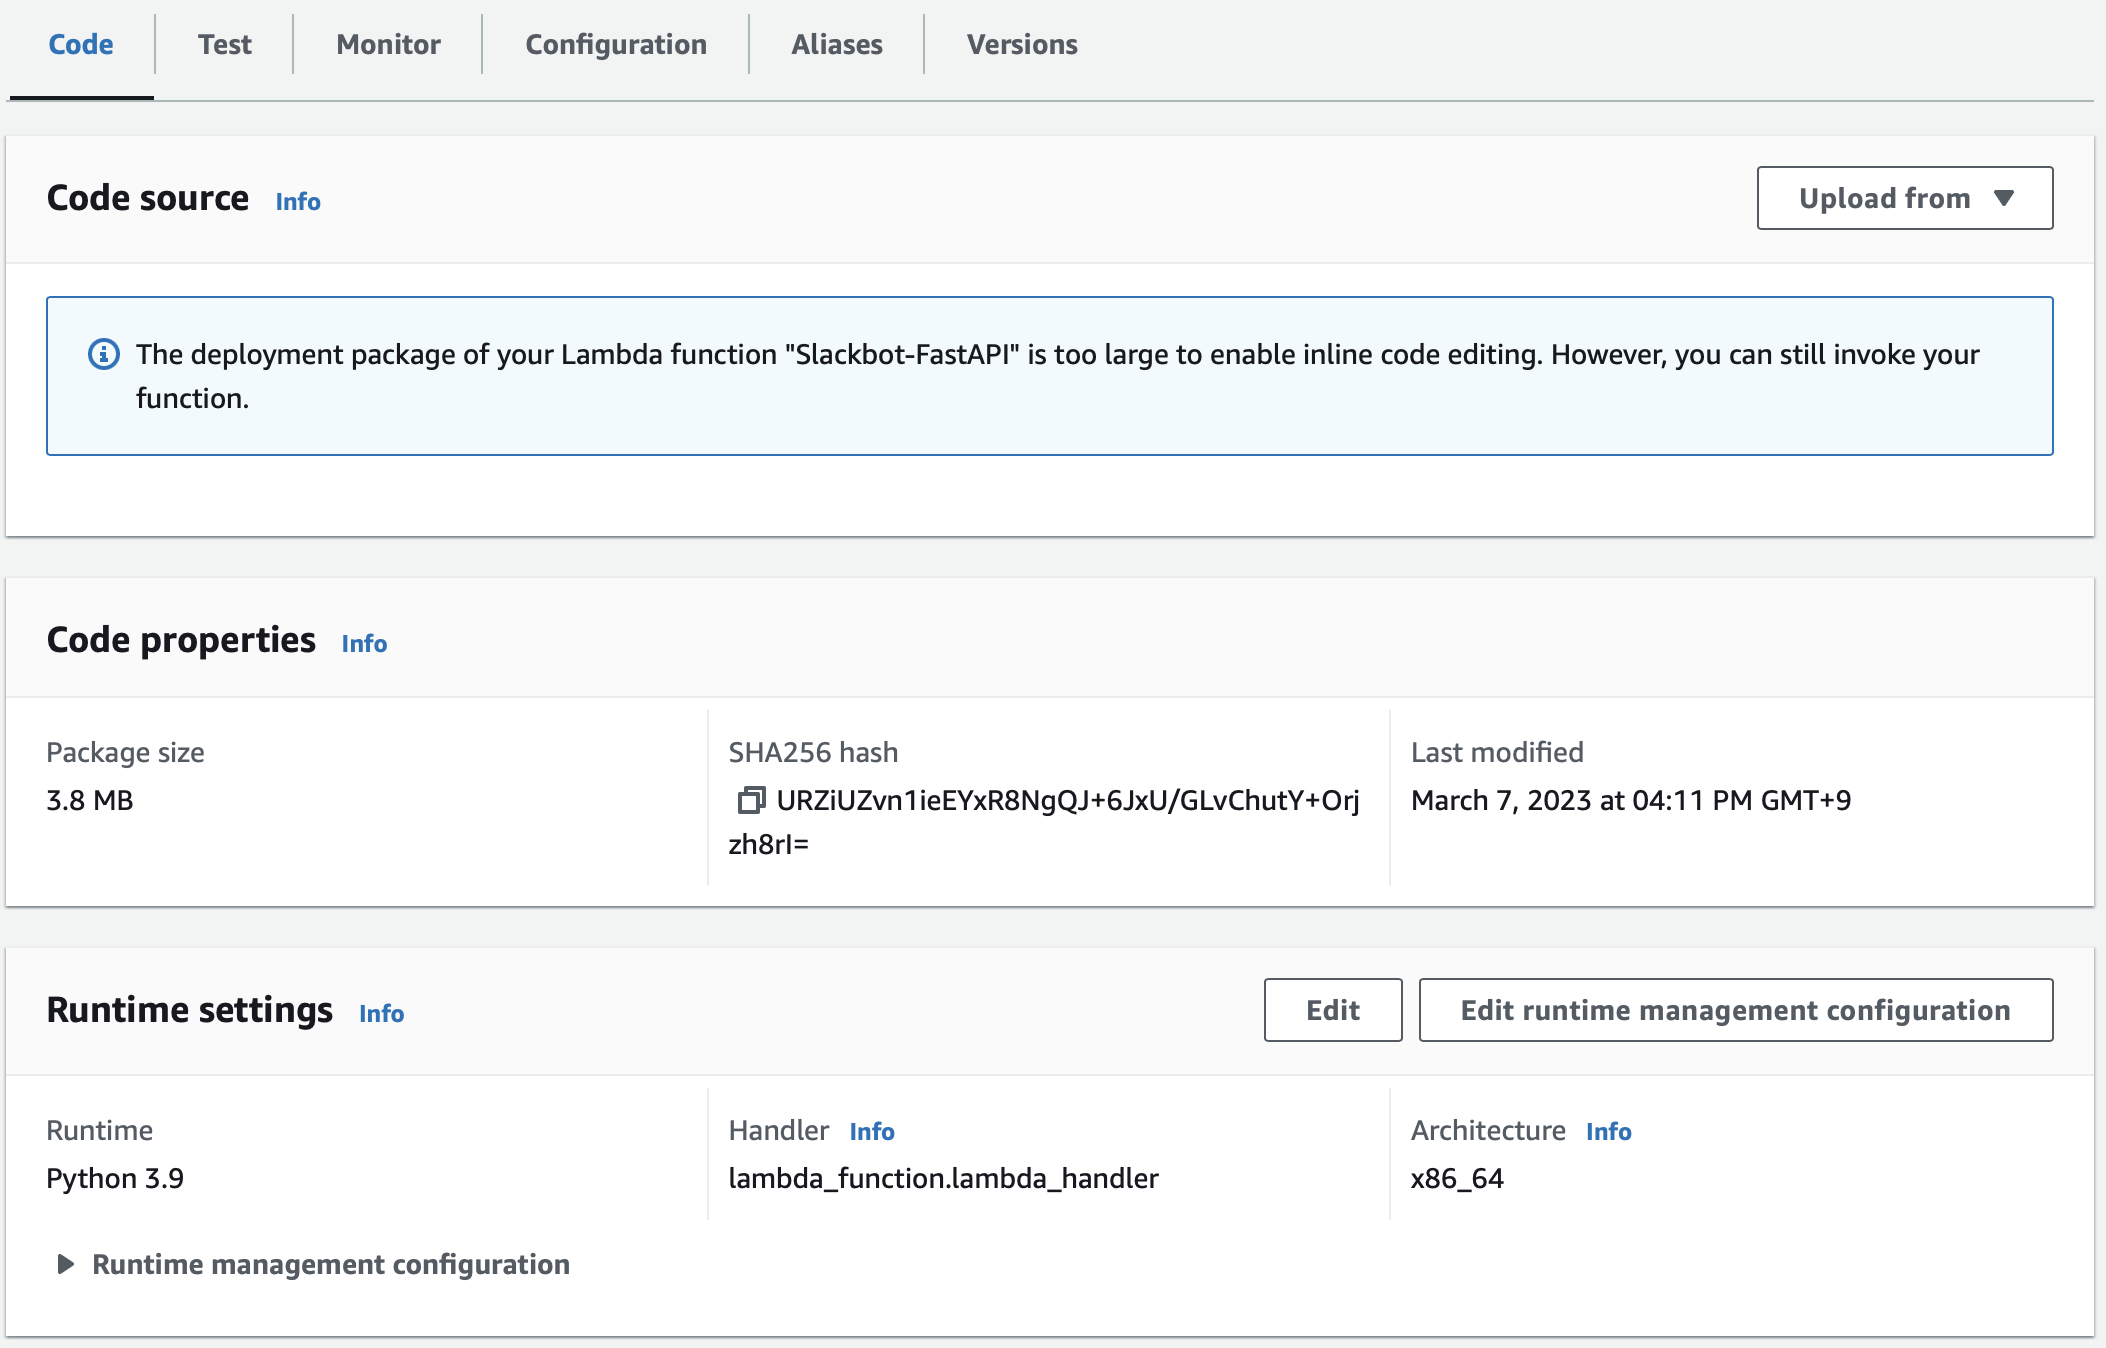 Code Test Monitor Configuration Aliases Versions
Code source Info
Upload from
The deployment package of your Lambda function "Slackbot-FastAPI" is too large to enable inline code editing. However, you can still invoke your
function.
Code properties Info
Package size
3.8 MB
SHA256 hash
URZiUZvn1ieEYxR8NgQJ+6JxU/GLvChutY+Orj
zh8rI=
Last modified
March 7, 2023 at 04:11 PM GMT+9
Runtime settings Info
Edit
Edit runtime management configuration
Runtime
Python 3.9
Handler Info
lambda_function.lambda_handler
Architecture Info
x86_64
Runtime management configuration